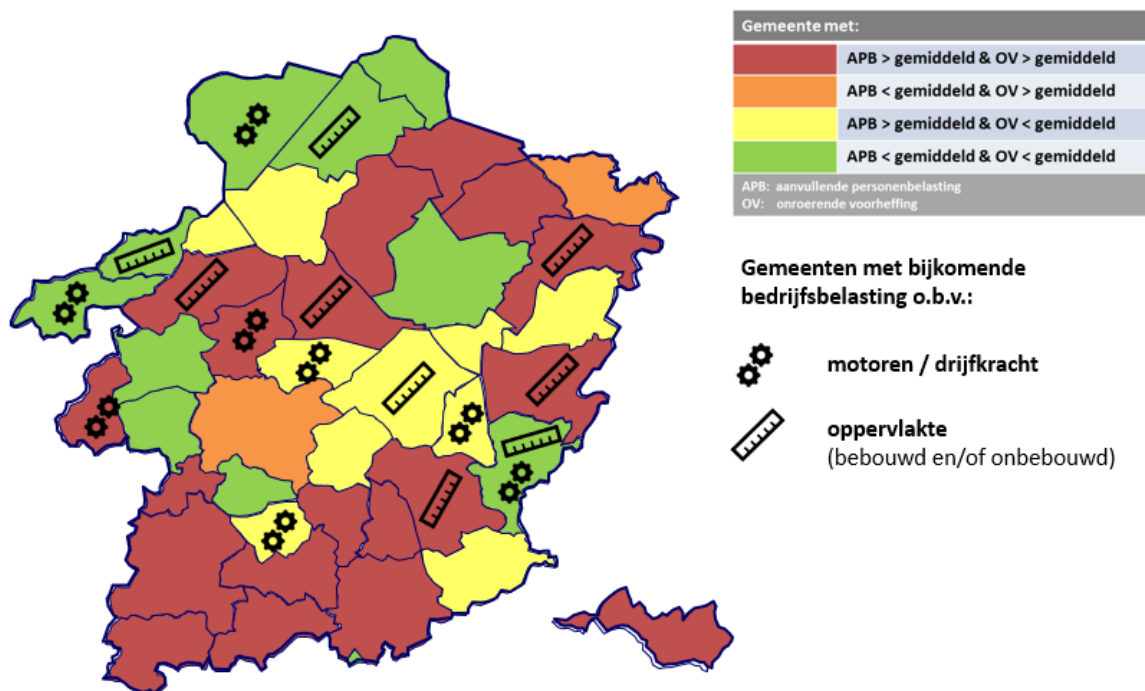 Gemeente met:
APB > gemiddeld & OV > gemiddeld
APB < gemiddeld & OV > gemiddeld
APB > gemiddeld & OV < gemiddeld
APB < gemiddeld & OV < gemiddeld
APB: aanvullende personenbelasting
OV: onroerende voorheffing
Gemeenten met bijkomende
bedrijfsbelasting o.b.v.:
motoren / drijfkracht
oppervlakte
(bebouwd en/of onbebouwd)